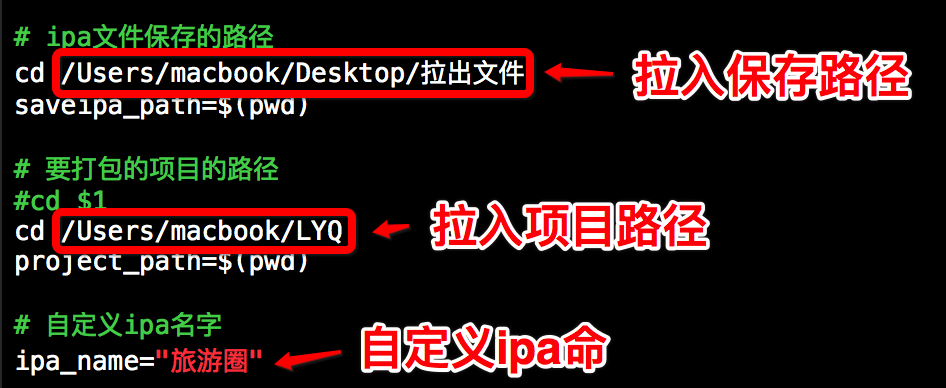 # ipa文件保存的路径
cd /Users/macbook/Desktop/拉出文件
拉入保存路径
saveipa_path=$(pwd)
# 要打包的项目的路径
#cd $1
cd /Users/macbook/LYQ
拉入项目路径
project_path=$(pwd)
# 自定义ipa名字
ipa_name="旅游圈"
自定义ipa命